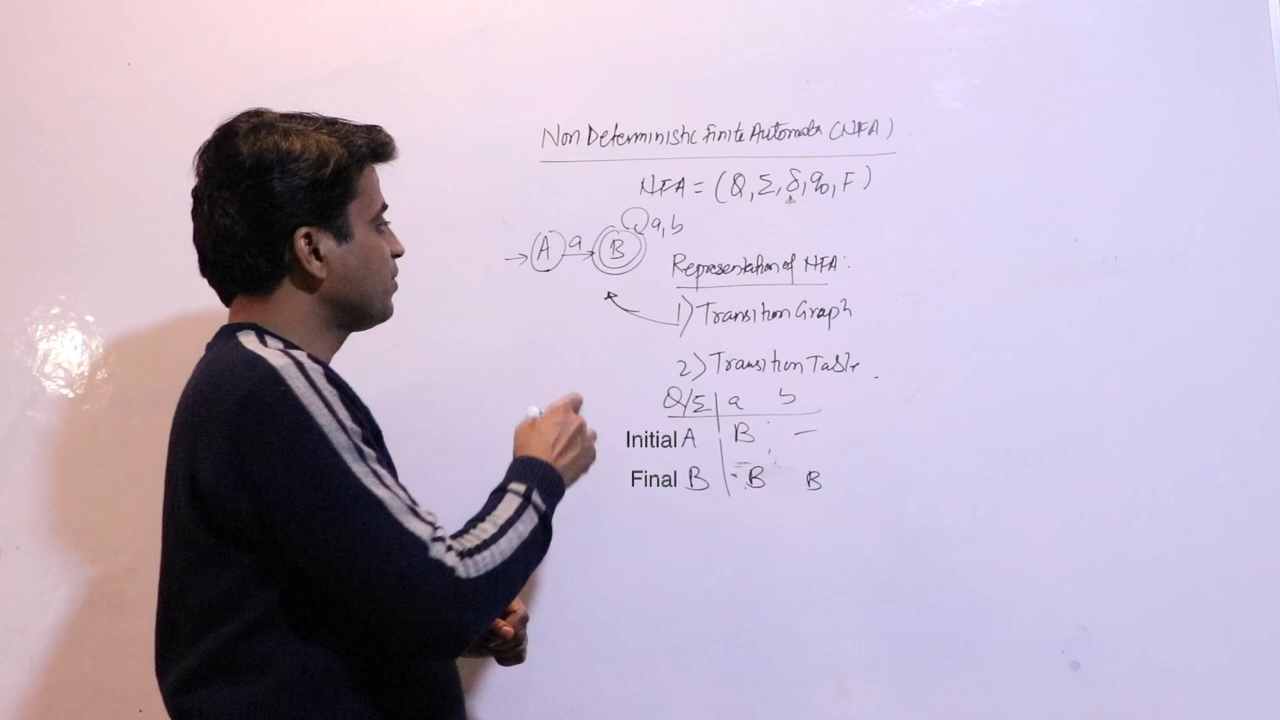 Non Deterministic Finite Automata (NFA)
NFA = (Q, Σ, δ, q0, F)
a, b
→ A a → B
Representation of NFA:
1) Transition Graph
2) Transition Table
Q/Σ a b
Initial A B –
Final B B B